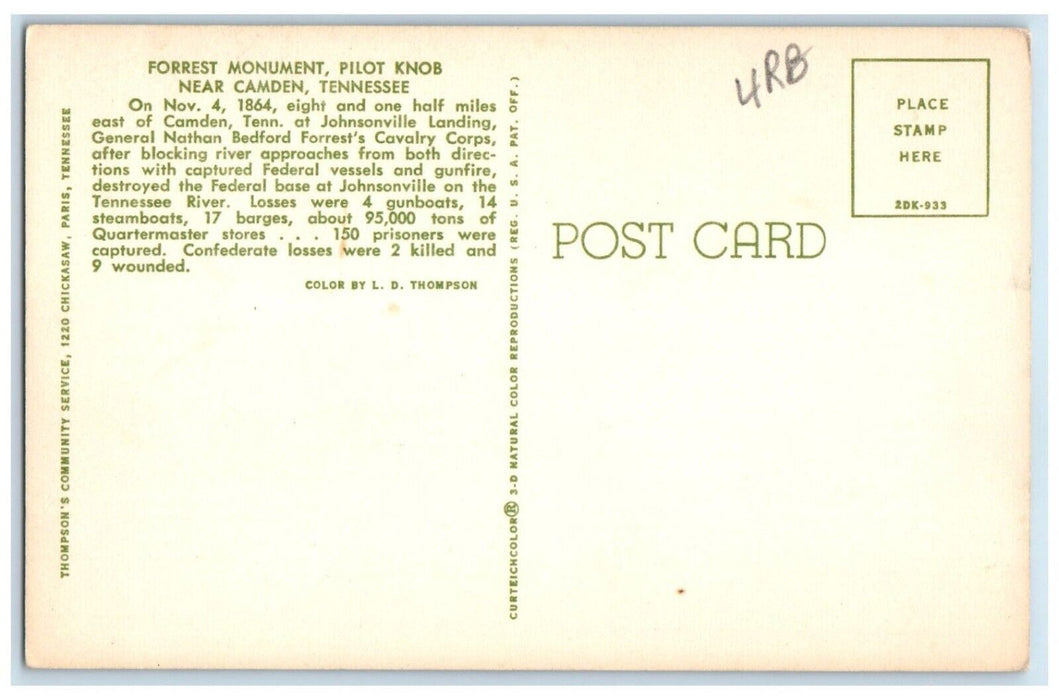 FORREST MONUMENT, PILOT KNOB
NEAR CAMDEN, TENNESSEE
On Nov. 4, 1864, eight and one half miles
east of Camden, Tenn. at Johnsonville Landing,
General Nathan Bedford Forrest's Cavalry Corps,
after blocking river approaches from both direc-
tions with captured Federal vessels and gunfire,
destroyed the Federal base at Johnsonville on the
Tennessee River. Losses were 4 gunboats, 14
steamboats, 17 barges, about 95,000 tons of
Quartermaster stores . . . 150 prisoners were
captured. Confederate losses were 2 killed and
9 wounded.
COLOR BY L. D. THOMPSON
THOMPSON'S COMMUNITY SERVICE, 1220 CHICKASAW, PARIS, TENNESSEE
CURTEICHCOLOR® 3-D NATURAL COLOR REPRODUCTIONS (REG. U. S. A. PAT. OFF.)
4RB
POST CARD
PLACE
STAMP
HERE
2DK-933